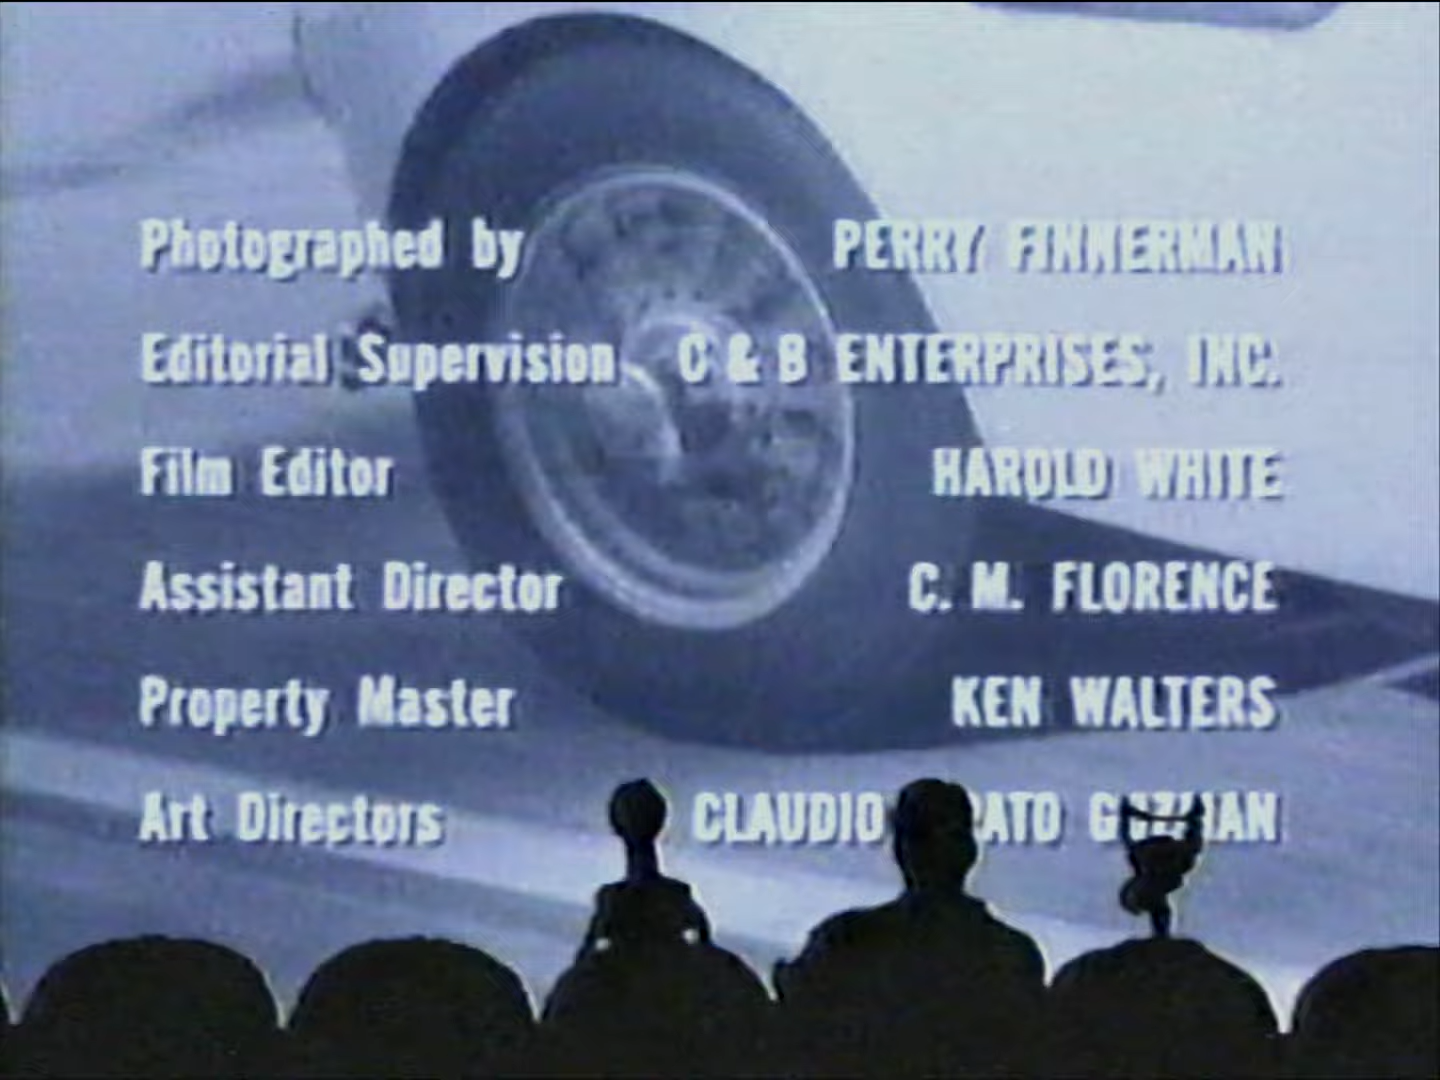 Photographed by PERRY FINNERMAN
Editorial Supervision C & B ENTERPRISES, INC.
Film Editor HAROLD WHITE
Assistant Director C. M. FLORENCE
Property Master KEN WALTERS
Art Directors CLAUDIO